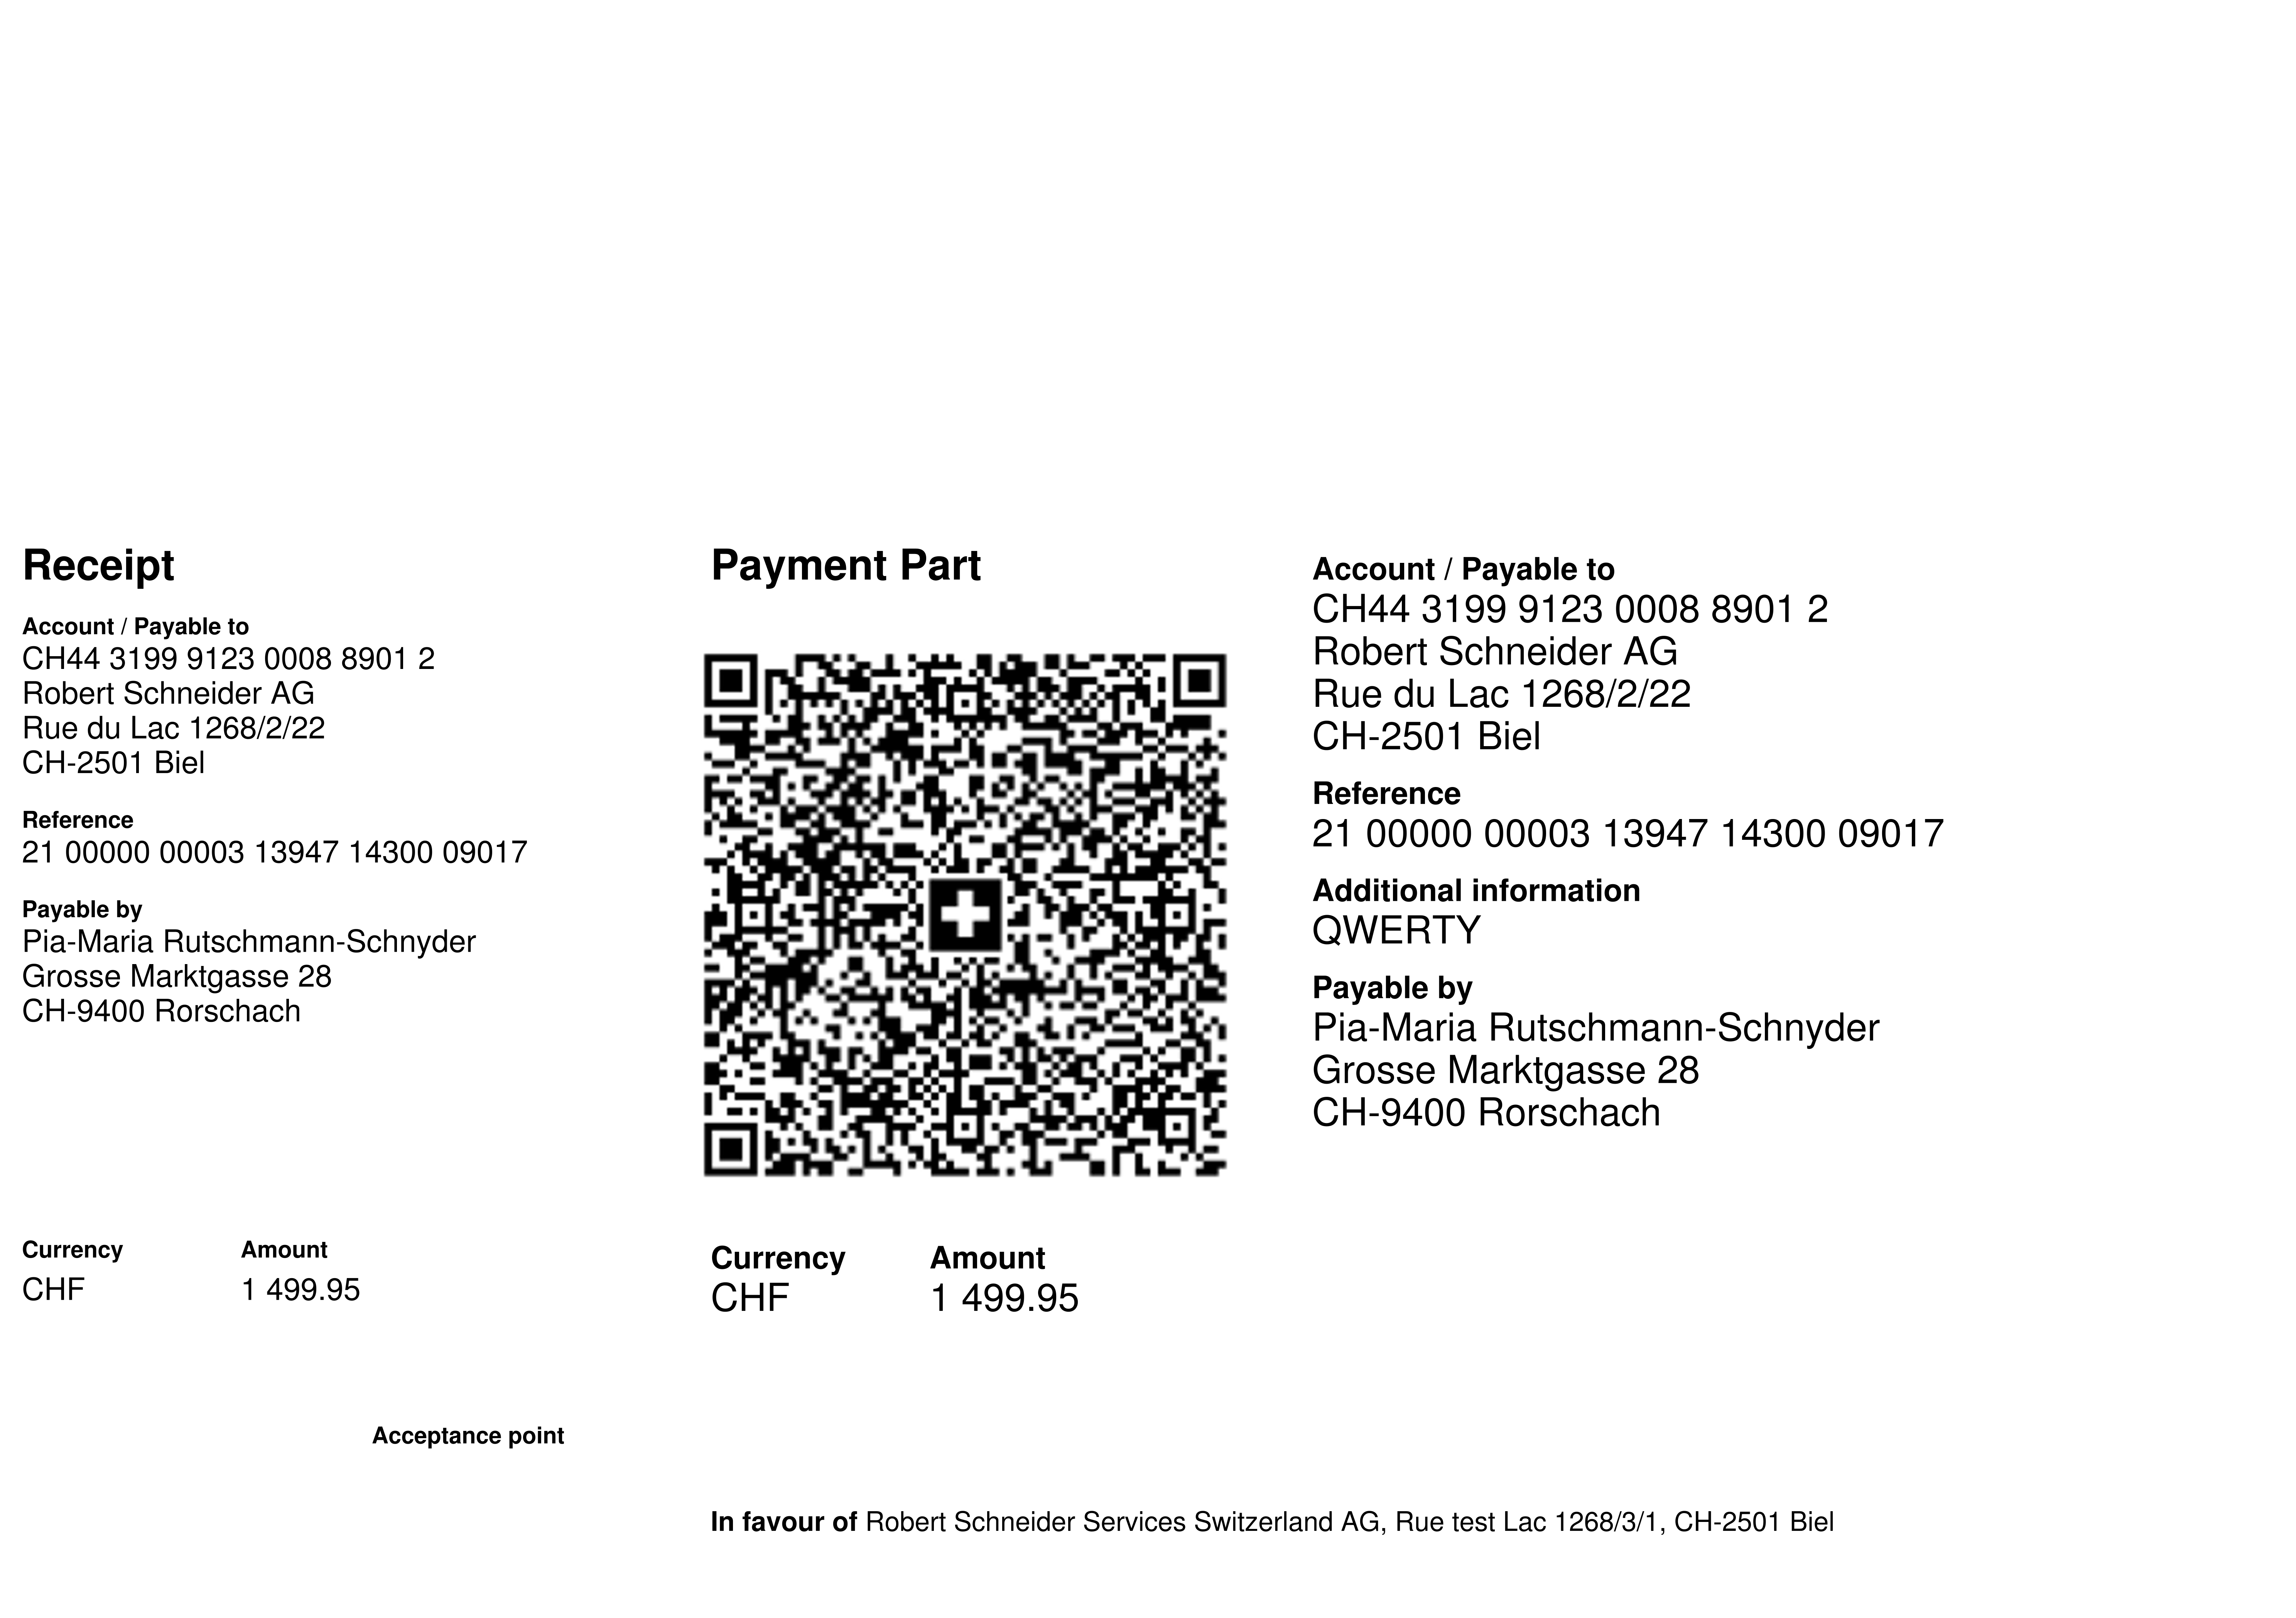 Receipt
Account / Payable to
CH44 3199 9123 0008 8901 2
Robert Schneider AG
Rue du Lac 1268/2/22
CH-2501 Biel
Reference
21 00000 00003 13947 14300 09017
Payable by
Pia-Maria Rutschmann-Schnyder
Grosse Marktgasse 28
CH-9400 Rorschach
Currency Amount
CHF 1 499.95
Acceptance point
Payment Part
Currency Amount
CHF 1 499.95
Account / Payable to
CH44 3199 9123 0008 8901 2
Robert Schneider AG
Rue du Lac 1268/2/22
CH-2501 Biel
Reference
21 00000 00003 13947 14300 09017
Additional information
QWERTY
Payable by
Pia-Maria Rutschmann-Schnyder
Grosse Marktgasse 28
CH-9400 Rorschach
In favour of Robert Schneider Services Switzerland AG, Rue test Lac 1268/3/1, CH-2501 Biel